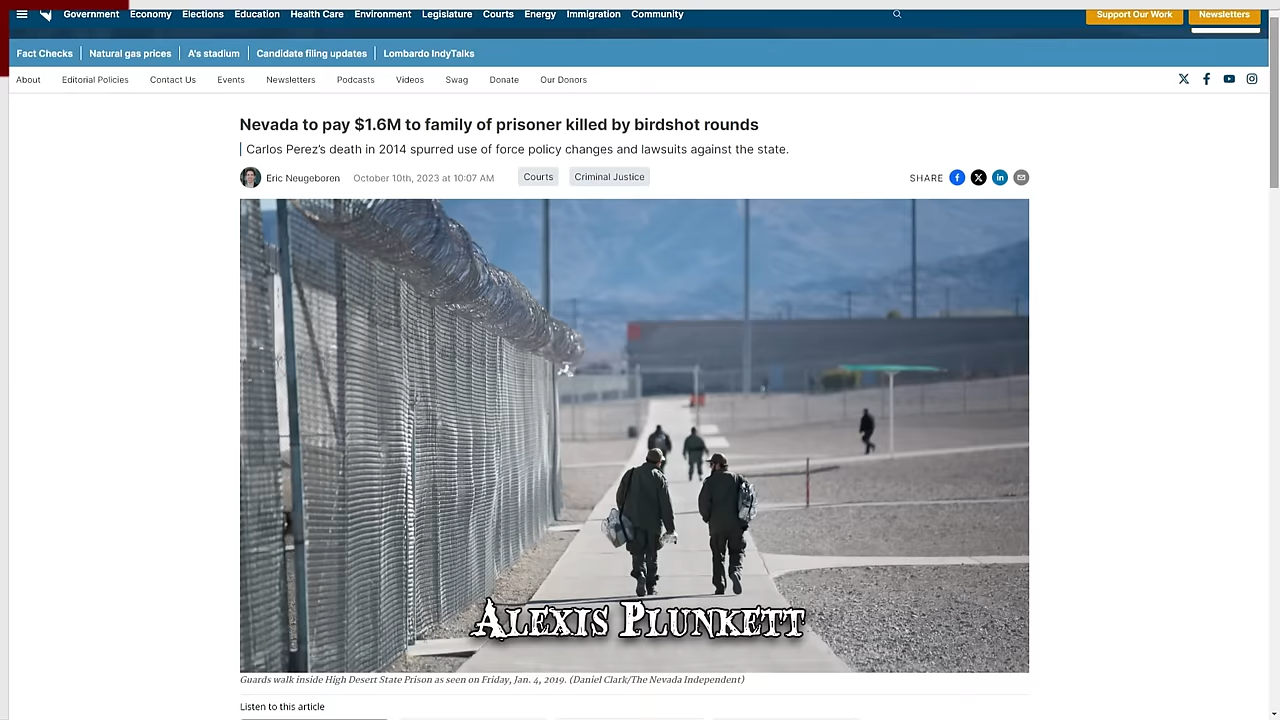 Government Economy Elections Education Health Care Environment Legislature Courts Energy Immigration Community
Support Our Work Newsletters
Fact Checks Natural gas prices A's stadium Candidate filing updates Lombardo IndyTalks
About Editorial Policies Contact Us Events Newsletters Podcasts Videos Swag Donate Our Donors
Nevada to pay $1.6M to family of prisoner killed by birdshot rounds
Carlos Perez’s death in 2014 spurred use of force policy changes and lawsuits against the state.
Eric Neugeboren October 10th, 2023 at 10:07 AM Courts Criminal Justice SHARE
Alexis Plunkett
Guards walk inside High Desert State Prison as seen on Friday, Jan. 4, 2019. (Daniel Clark/The Nevada Independent)
Listen to this article